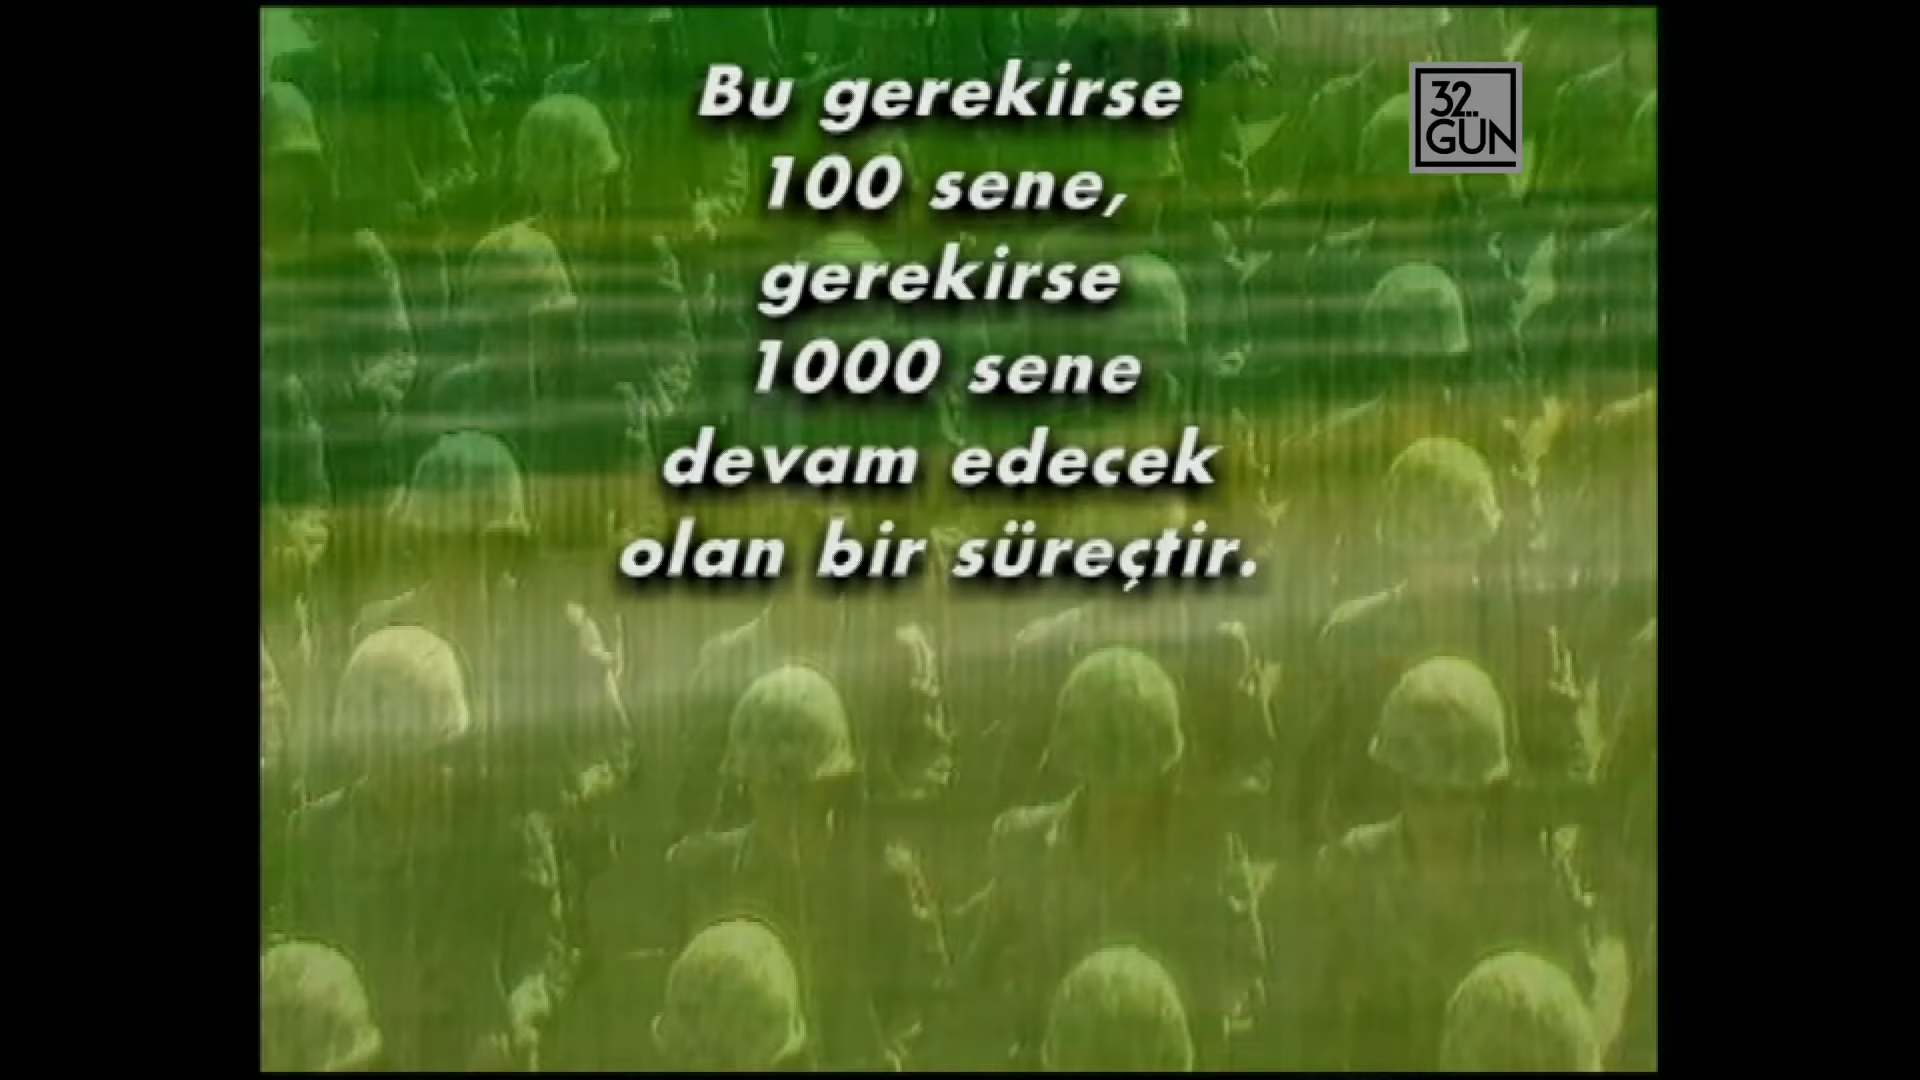 Bu gerekirse
100 sene,
gerekirse
1000 sene
devam edecek
olan bir süreçtir.
32.
GÜN